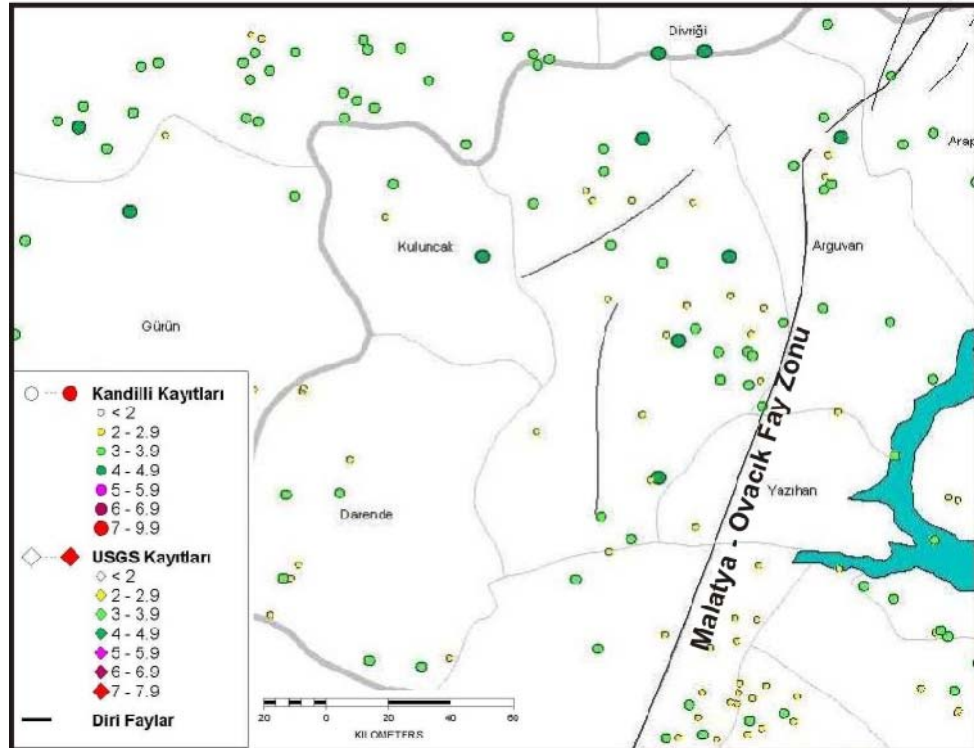 Divriği
Arap
Kuluncak
Arguvan
Gürün
Malatya - Ovacık Fay Zonu
Yazıhan
Darende
Kandilli Kayıtları
< 2
2 - 2.9
3 - 3.9
4 - 4.9
5 - 5.9
6 - 6.9
7 - 9.9
USGS Kayıtları
< 2
2 - 2.9
3 - 3.9
4 - 4.9
5 - 5.9
6 - 6.9
7 - 7.9
Diri Faylar
20 0 20 40 60
KILOMETERS